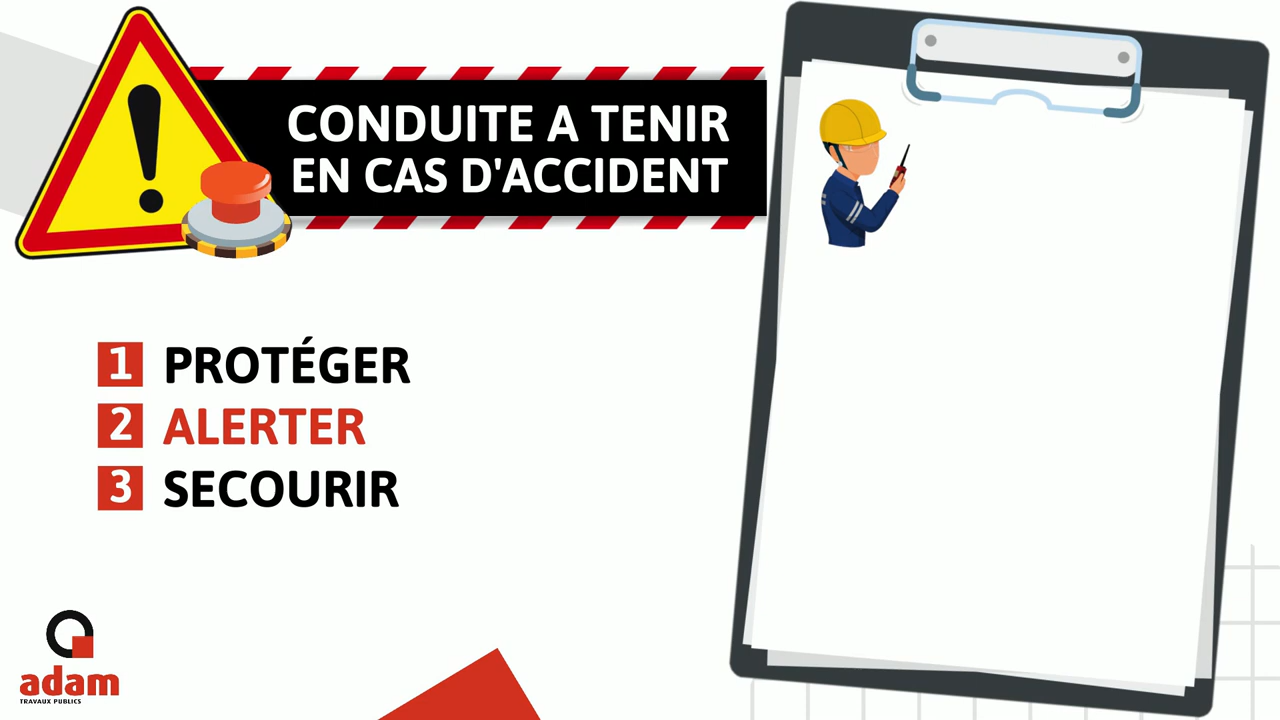 CONDUITE A TENIR
EN CAS D'ACCIDENT
1 PROTÉGER
2 ALERTER
3 SECOURIR
adam
TRAVAUX PUBLICS